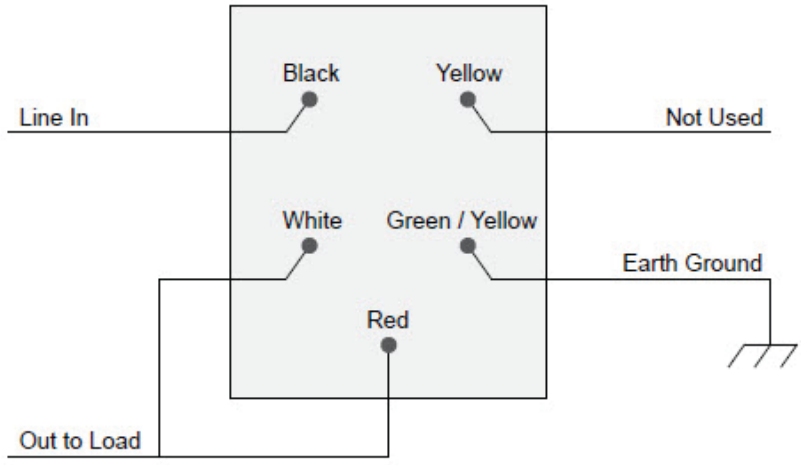 Black
Yellow
Line In
Not Used
White
Green / Yellow
Earth Ground
Red
Out to Load